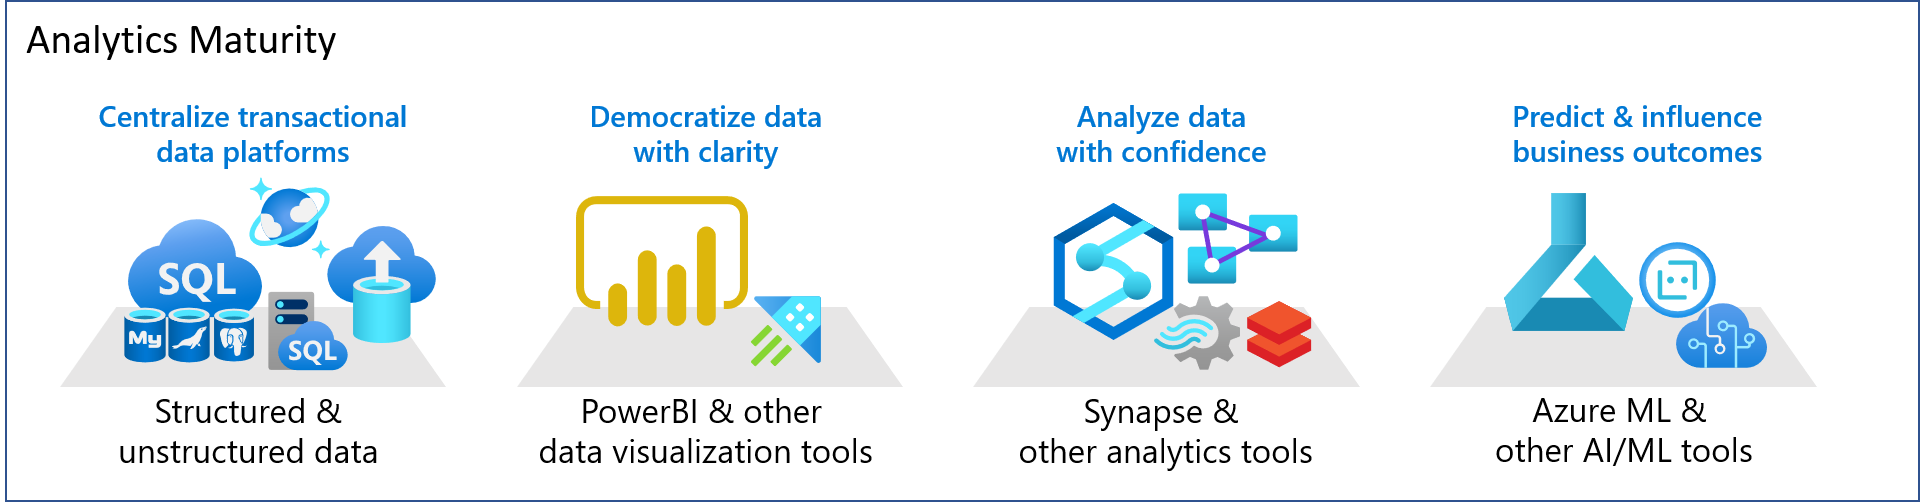 Analytics Maturity
Centralize transactional
data platforms
Democratize data
with clarity
Analyze data
with confidence
Predict & influence
business outcomes
SQL
My
SQL
Structured &
unstructured data
PowerBI & other
data visualization tools
Synapse &
other analytics tools
Azure ML &
other AI/ML tools